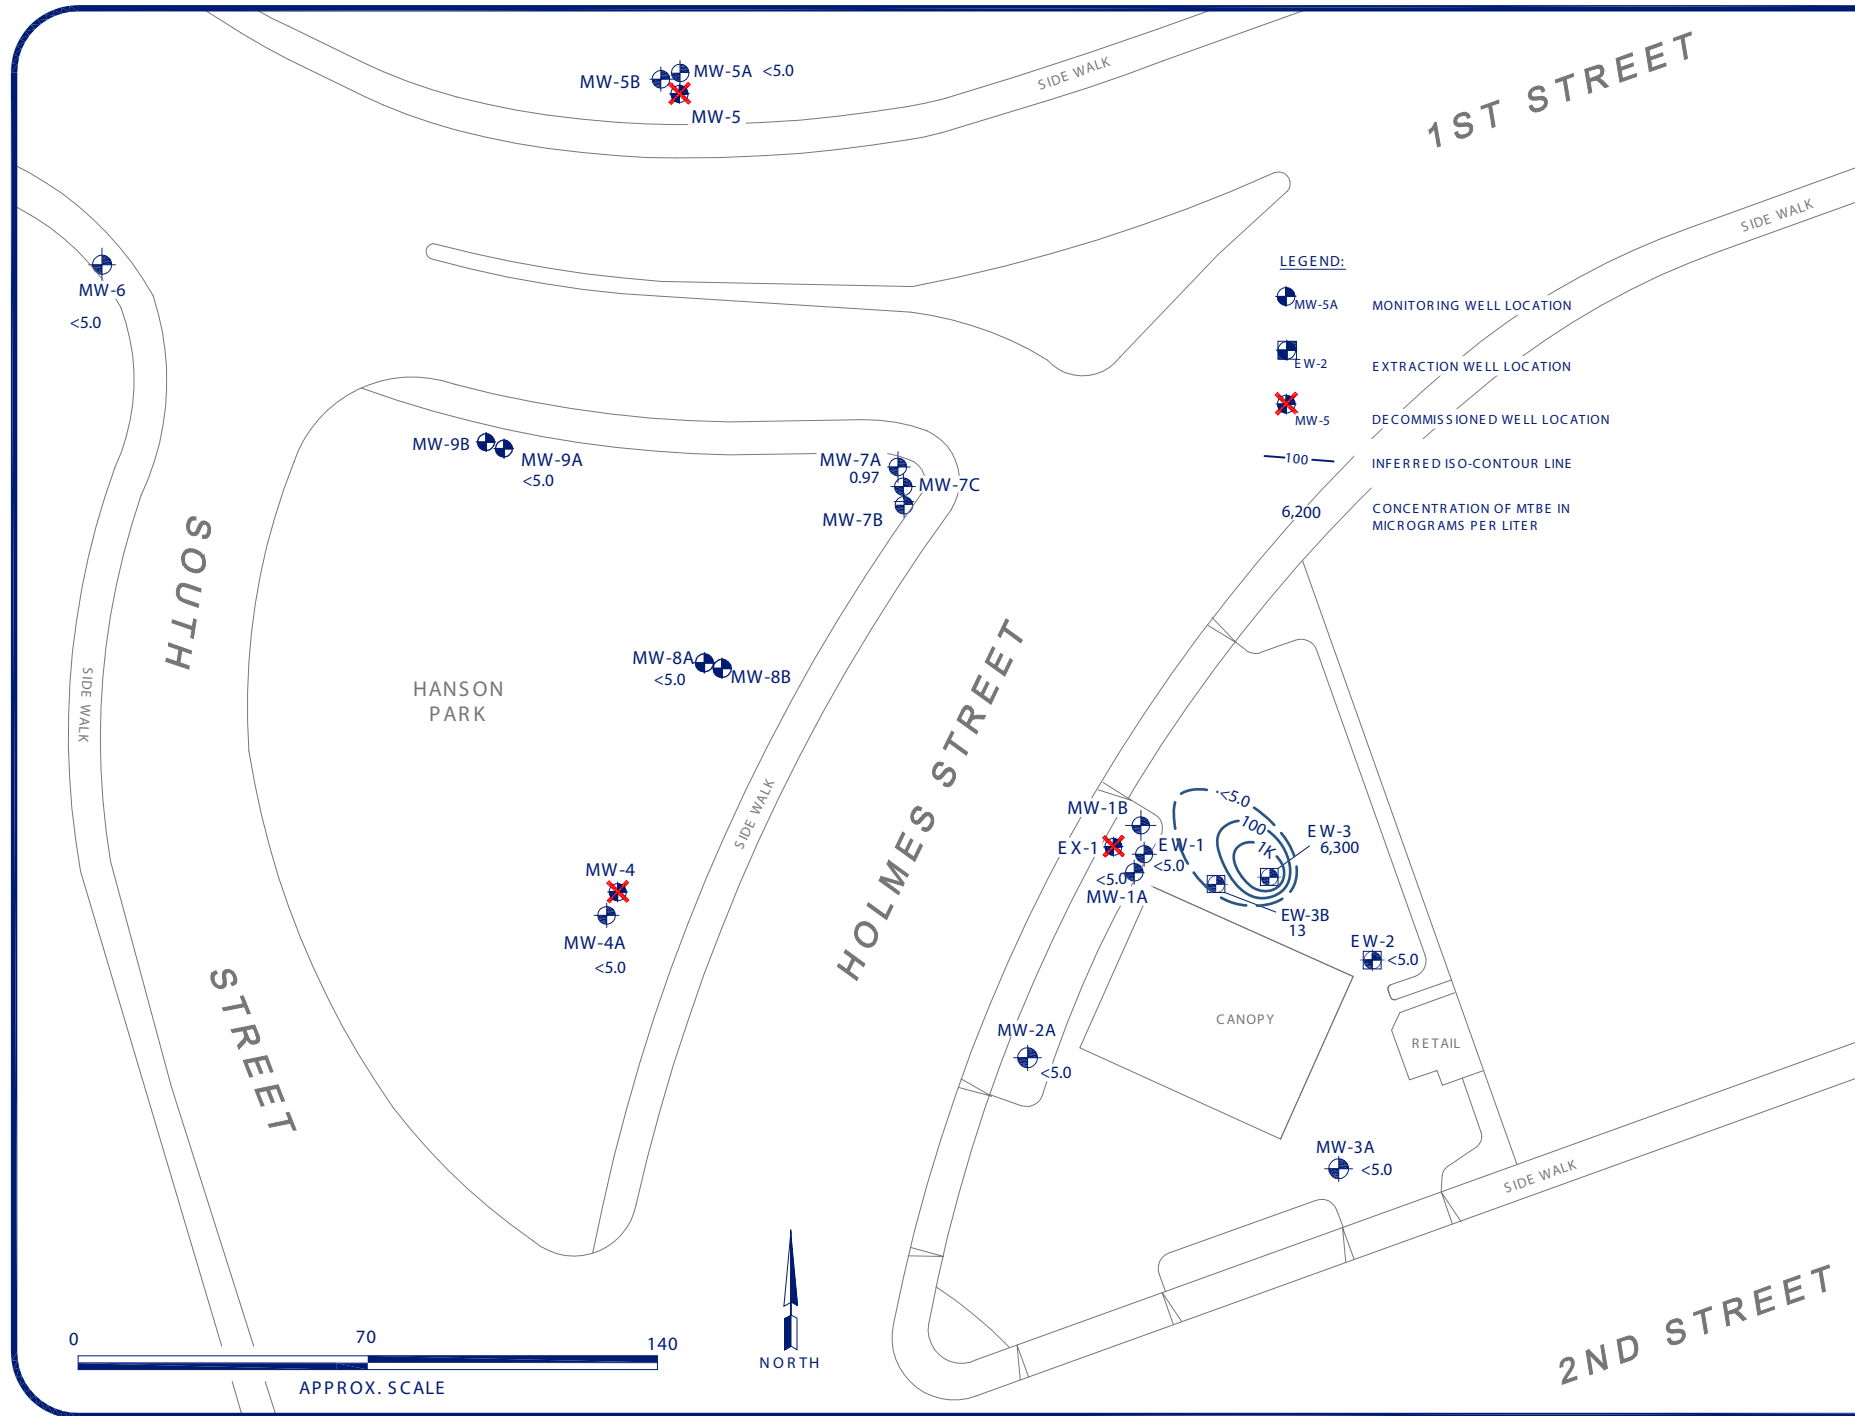 MW-5B
MW-5A <5.0
MW-5
SIDE WALK
1ST STREET
SIDE WALK
MW-6
<5.0
LEGEND:
MW-5A MONITORING WELL LOCATION
EW-2 EXTRACTION WELL LOCATION
MW-5 DECOMMISSIONED WELL LOCATION
100 INFERRED ISO-CONTOUR LINE
6,200 CONCENTRATION OF MTBE IN
MICROGRAMS PER LITER
MW-9B
MW-9A
<5.0
MW-7A
0.97
MW-7C
MW-7B
SOUTH
STREET
SIDE WALK
HANSON
PARK
MW-8A
<5.0
MW-8B
HOLMES STREET
SIDE WALK
MW-4
MW-4A
<5.0
MW-1B
EX-1
EW-1
<5.0
<5.0
MW-1A
<5.0
100
1K
EW-3
6,300
EW-3B
13
EW-2
<5.0
MW-2A
<5.0
CANOPY
RETAIL
MW-3A
<5.0
SIDE WALK
2ND STREET
0 70 140
APPROX. SCALE
NORTH